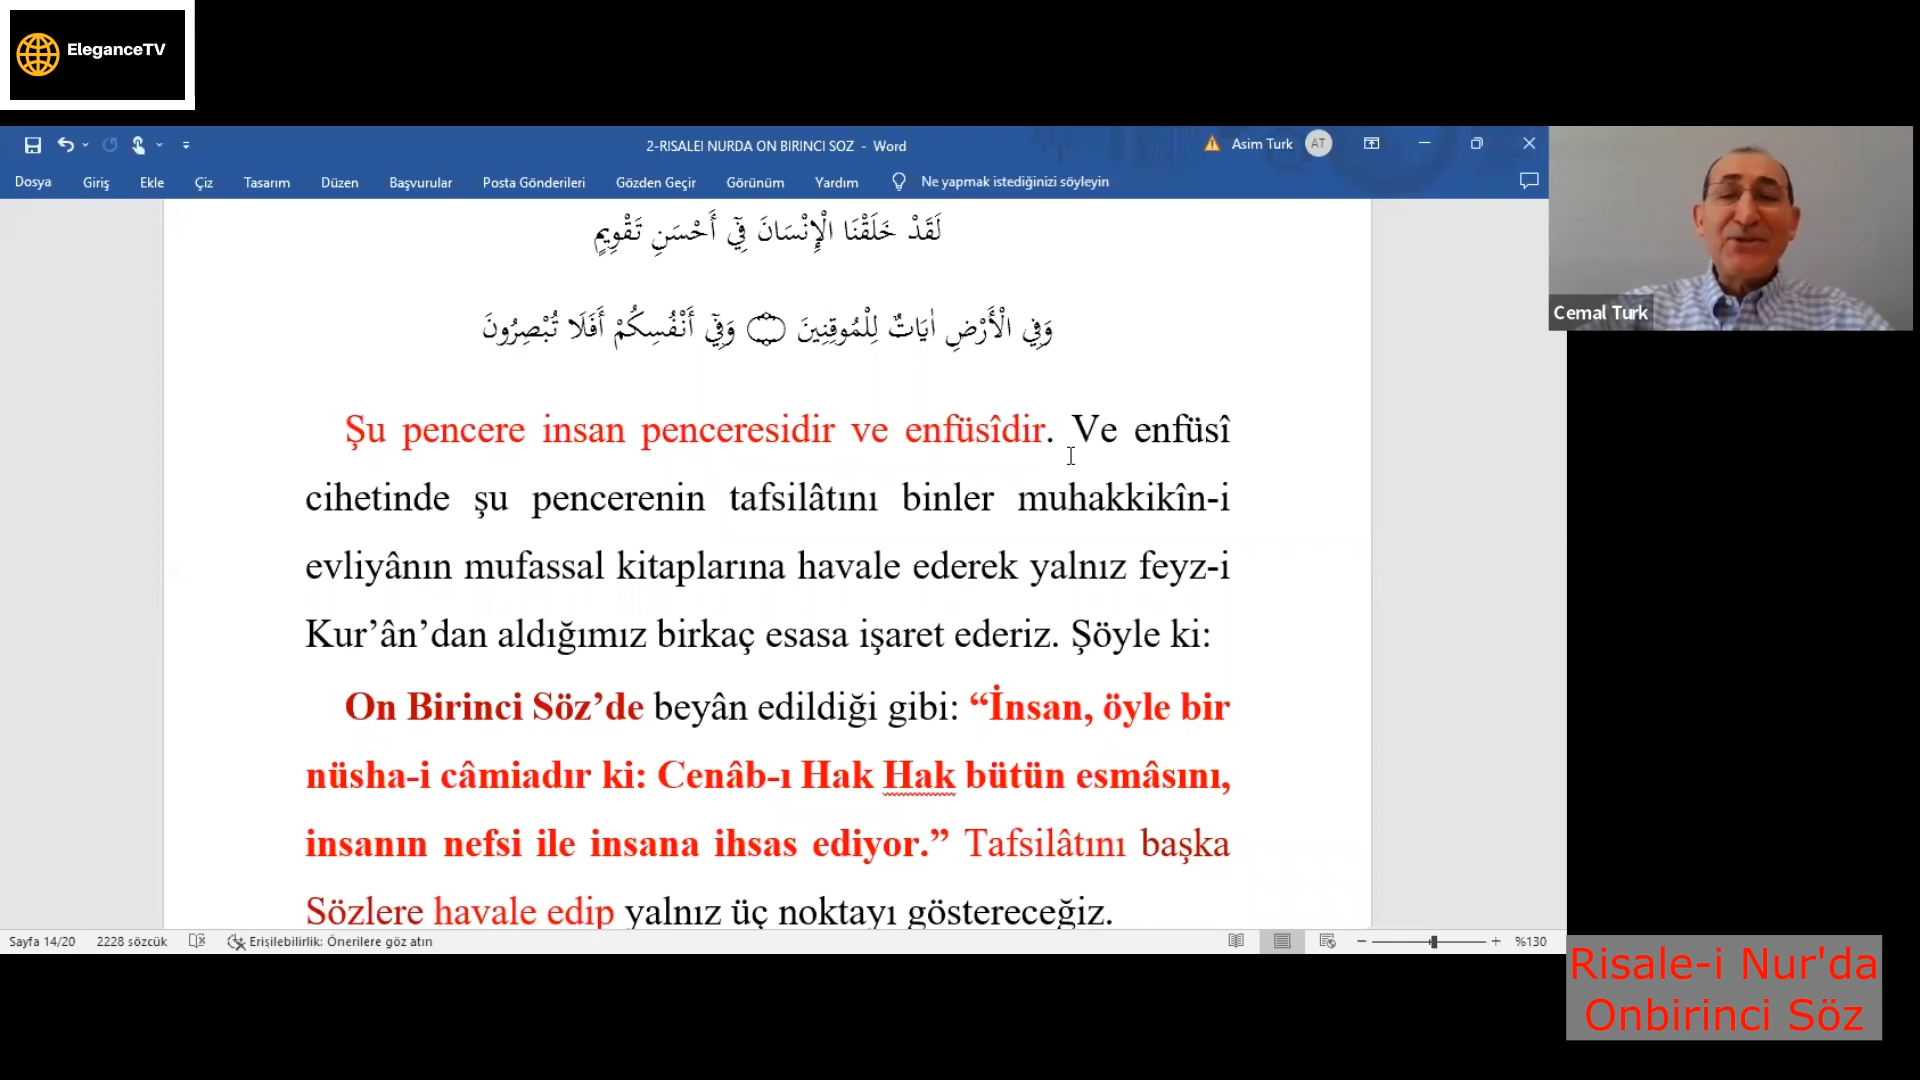 EleganceTV
2-RISALEI NURDA ON BIRINCI SOZ - Word
Asim Turk
AT
Dosya Giriş Ekle Çiz Tasarım Düzen Başvurular Posta Gönderileri Gözden Geçir Görünüm Yardım Ne yapmak istediğinizi söyleyin
لَقَدْ خَلَقْنَا الْإِنْسَانَ فِٓي أَحْسَنِ تَقْوِيمٍ
وَفِي الْأَرْضِ اٰيَاتٌ لِلْمُوقِنِينَ ۝ وَفِٓي أَنْفُسِكُمْ أَفَلَا تُبْصِرُونَ
Şu pencere insan penceresidir ve enfüsîdir. Ve enfüsî
cihetinde şu pencerenin tafsilâtını binler muhakkikîn-i
evliyânın mufassal kitaplarına havale ederek yalnız feyz-i
Kur’ân’dan aldığımız birkaç esasa işaret ederiz. Şöyle ki:
On Birinci Söz’de beyân edildiği gibi: “İnsan, öyle bir
nüsha-i câmiadır ki: Cenâb-ı Hak Hak bütün esmâsını,
insanın nefsi ile insana ihsas ediyor.” Tafsilâtını başka
Sözlere havale edip yalnız üç noktayı göstereceğiz.
Cemal Turk
Sayfa 14/20 2228 sözcük Erişilebilirlik: Önerilere göz atın %130
Risale-i Nur'da
Onbirinci Söz